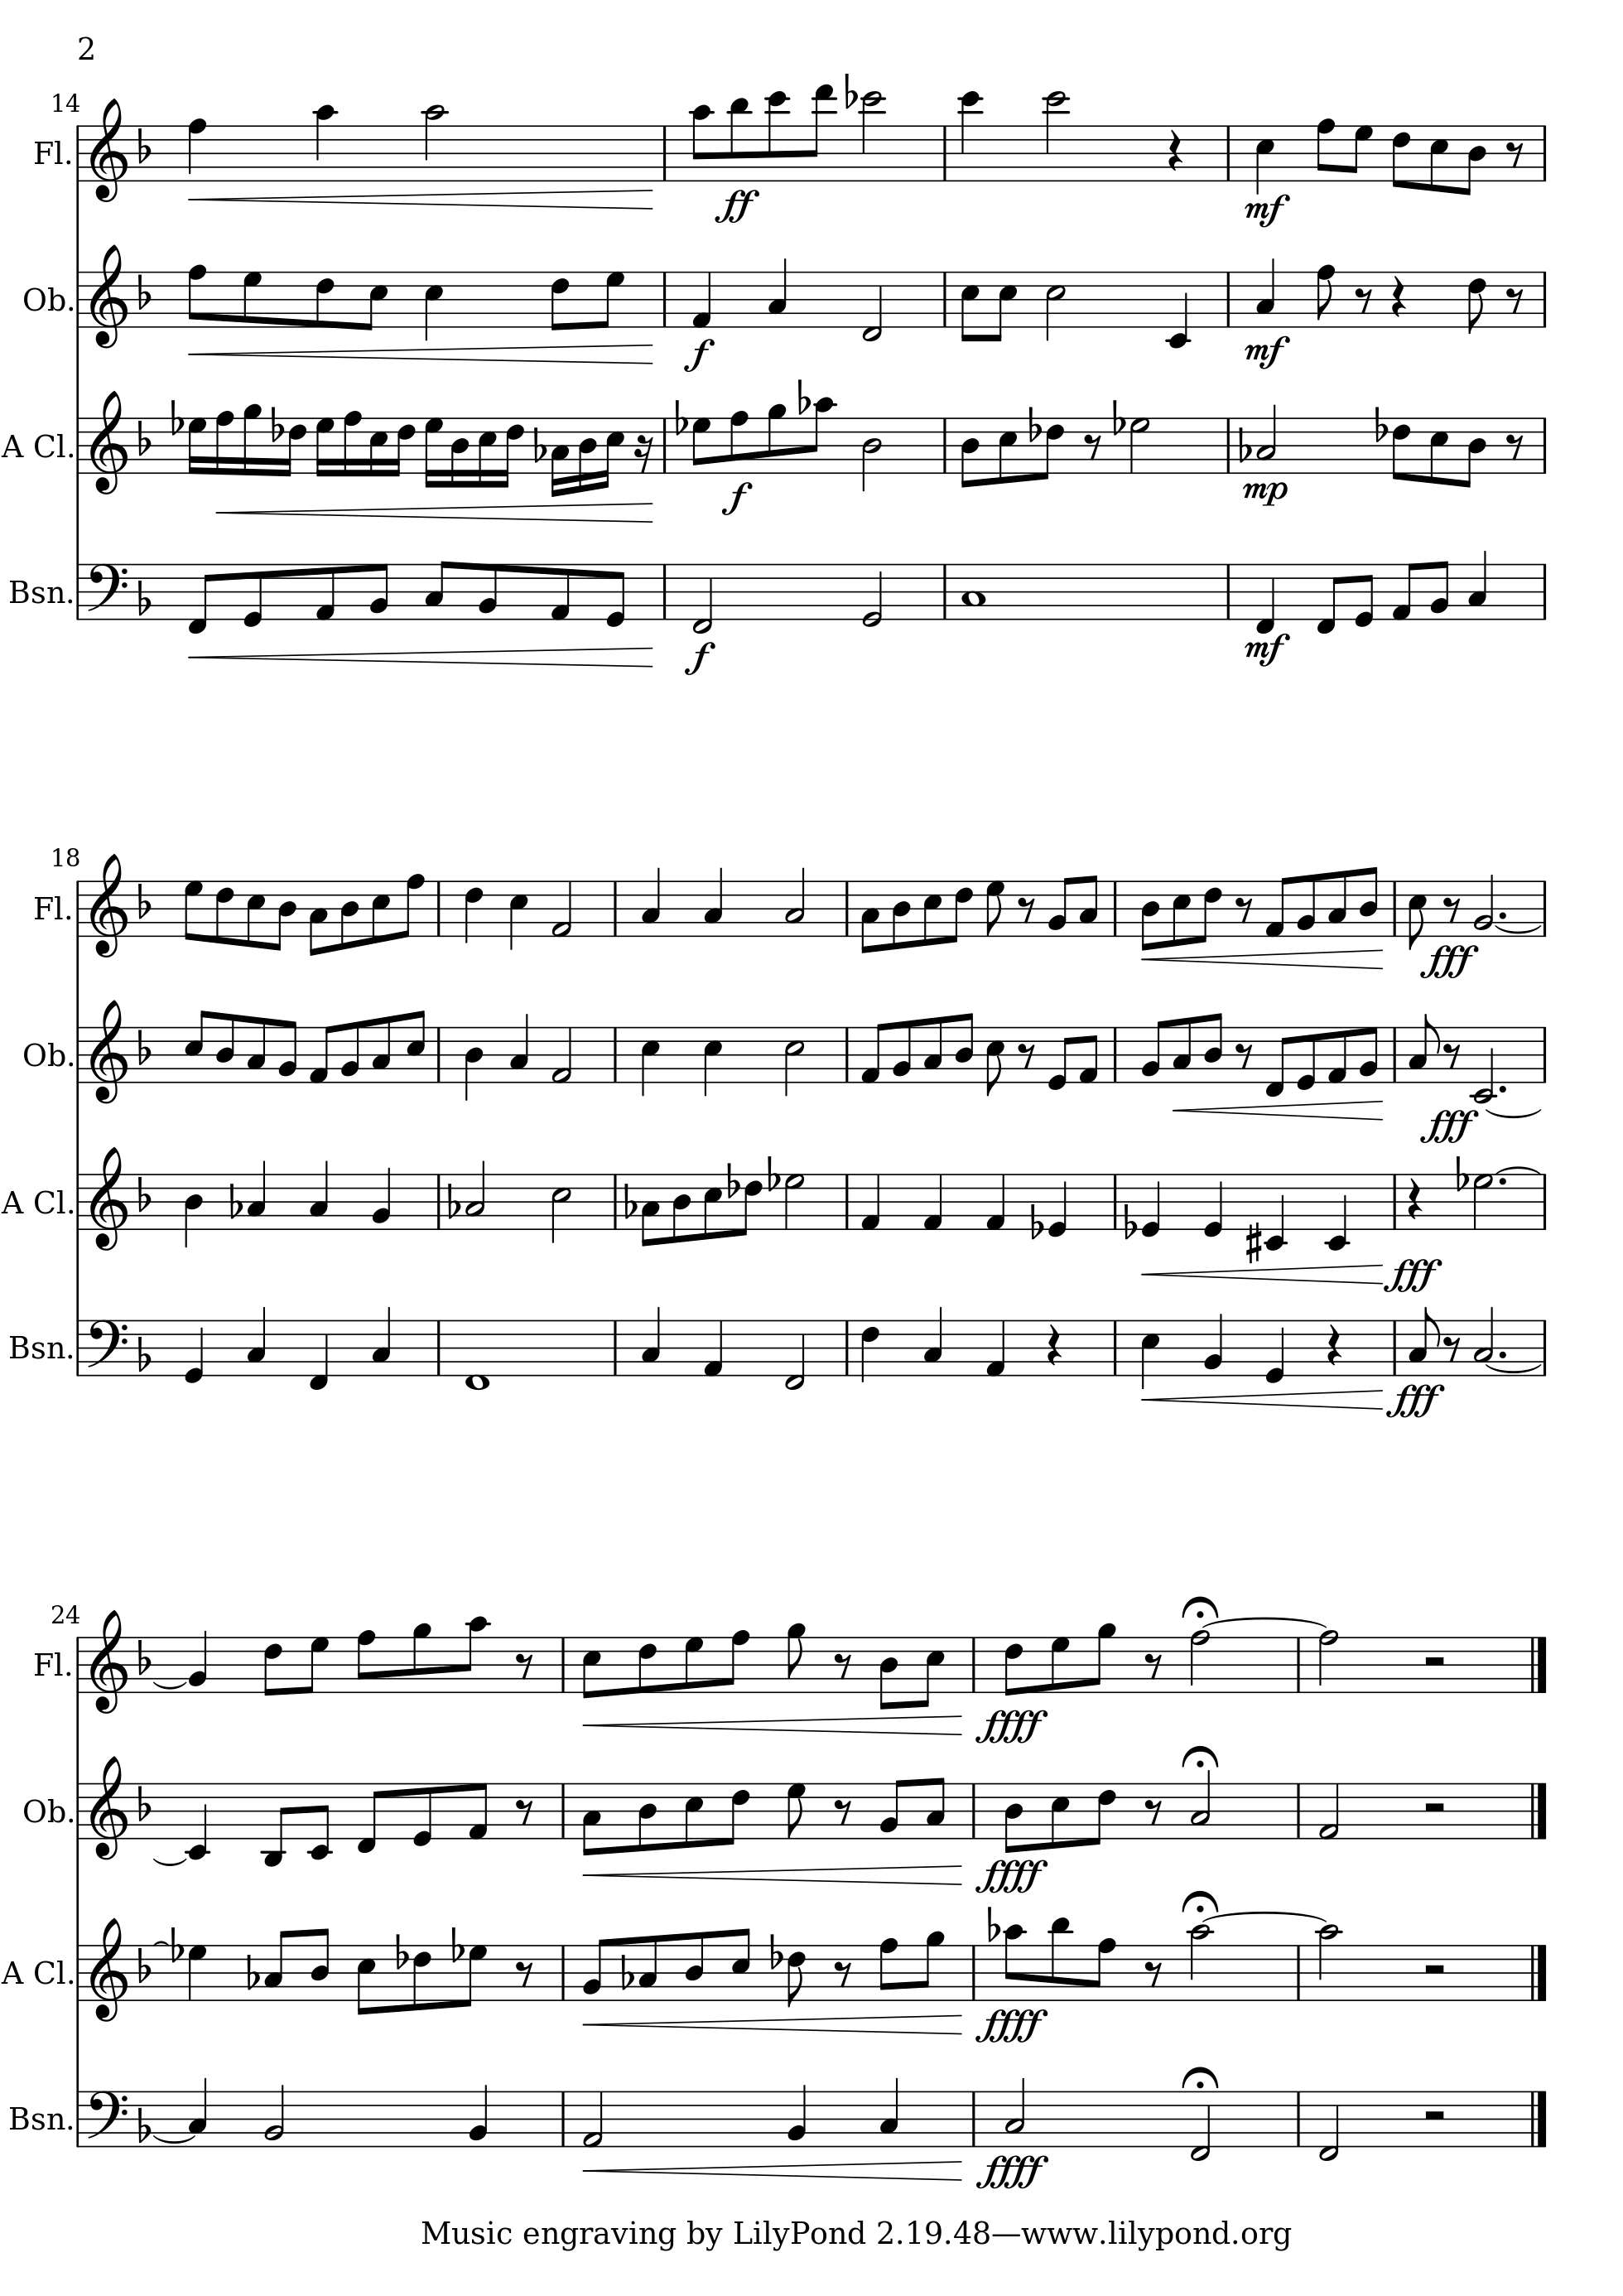 2
14
Fl.
ff
mf
Ob.
f
mf
A Cl.
f
mp
Bsn.
f
mf
18
Fl.
fff
Ob.
fff
A Cl.
fff
Bsn.
fff
24
Fl.
ffff
Ob.
ffff
A Cl.
ffff
Bsn.
ffff
Music engraving by LilyPond 2.19.48—www.lilypond.org